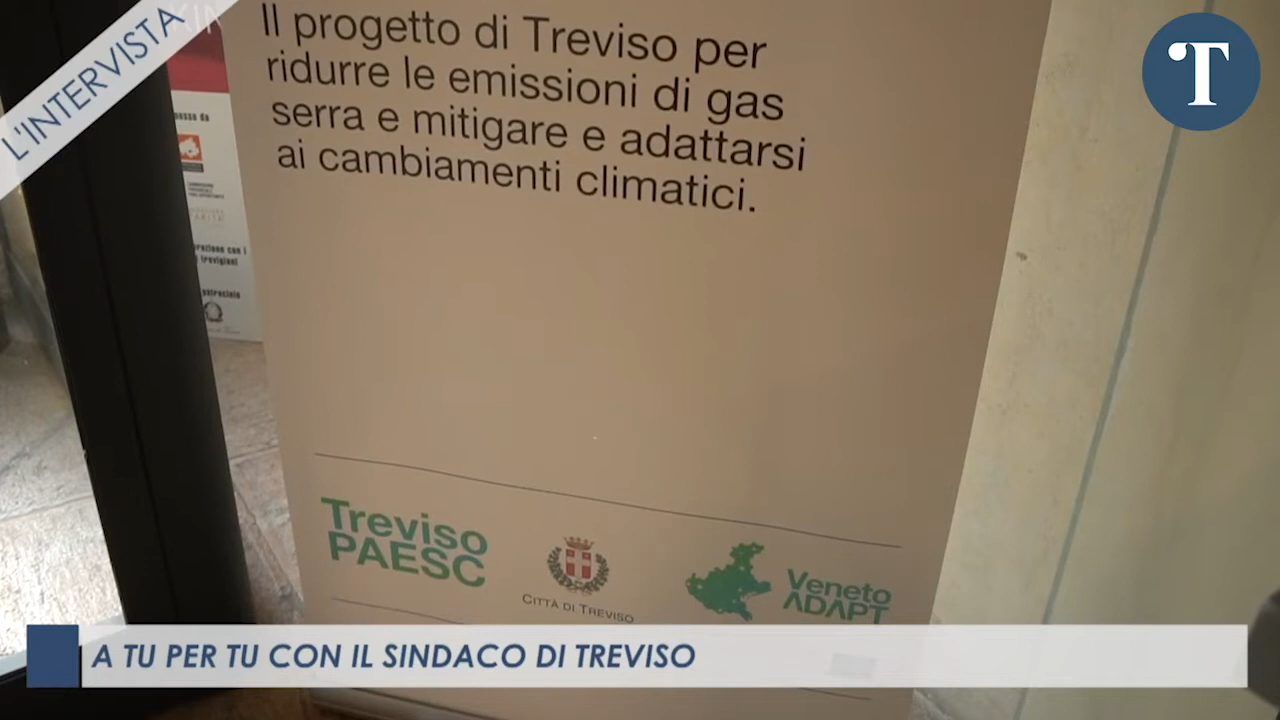 L'INTERVISTA
T
Il progetto di Treviso per
ridurre le emissioni di gas
serra e mitigare e adattarsi
ai cambiamenti climatici.
Treviso
PAESC
CITTÀ DI TREVISO
Veneto
ADAPT
A TU PER TU CON IL SINDACO DI TREVISO